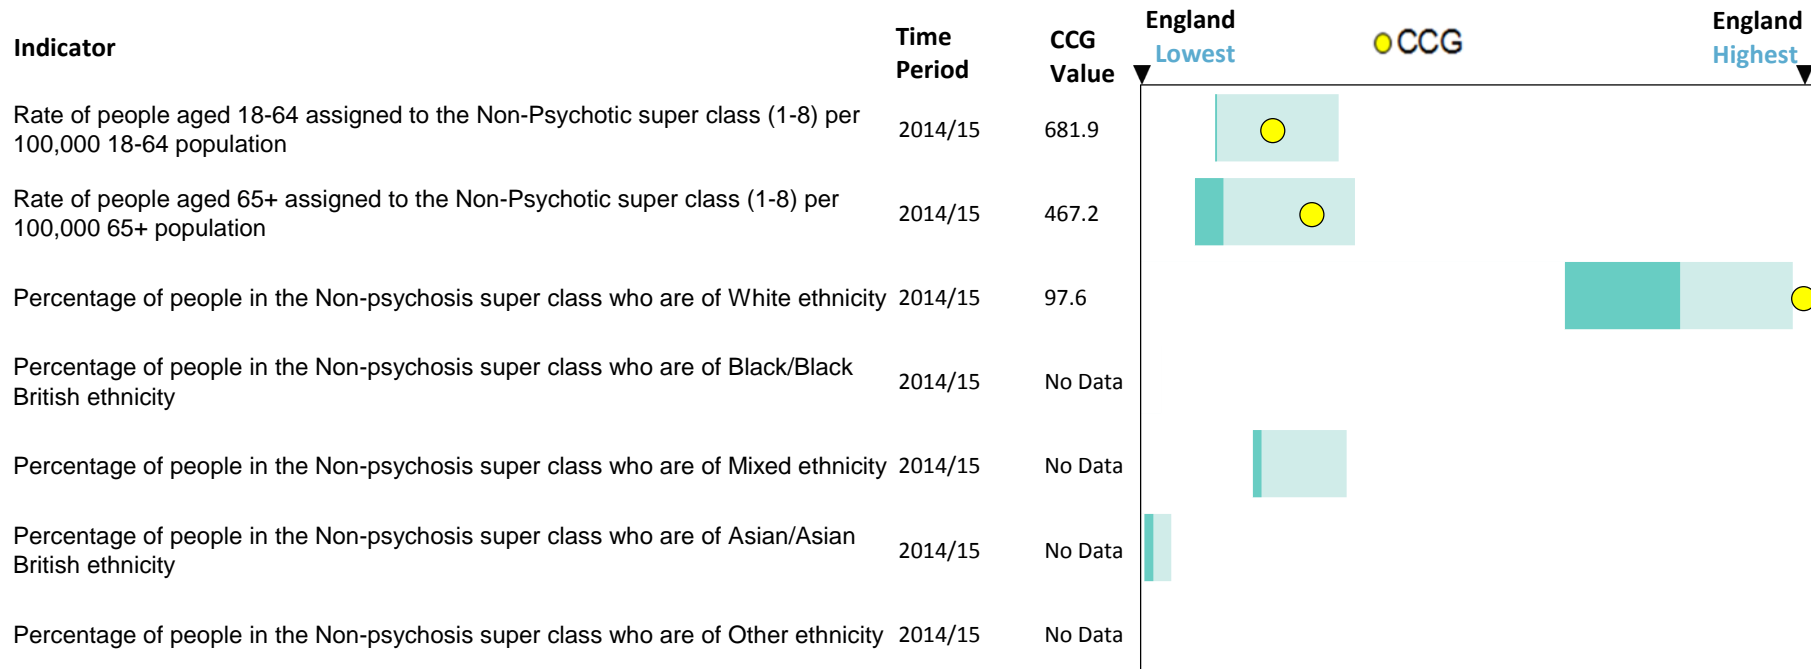 Indicator
Time
Period
CCG
Value
England
Lowest
CCG
England
Highest
Rate of people aged 18-64 assigned to the Non-Psychotic super class (1-8) per
100,000 18-64 population
2014/15
681.9
Rate of people aged 65+ assigned to the Non-Psychotic super class (1-8) per
100,000 65+ population
2014/15
467.2
Percentage of people in the Non-psychosis super class who are of White ethnicity
2014/15
97.6
Percentage of people in the Non-psychosis super class who are of Black/Black
British ethnicity
2014/15
No Data
Percentage of people in the Non-psychosis super class who are of Mixed ethnicity
2014/15
No Data
Percentage of people in the Non-psychosis super class who are of Asian/Asian
British ethnicity
2014/15
No Data
Percentage of people in the Non-psychosis super class who are of Other ethnicity
2014/15
No Data